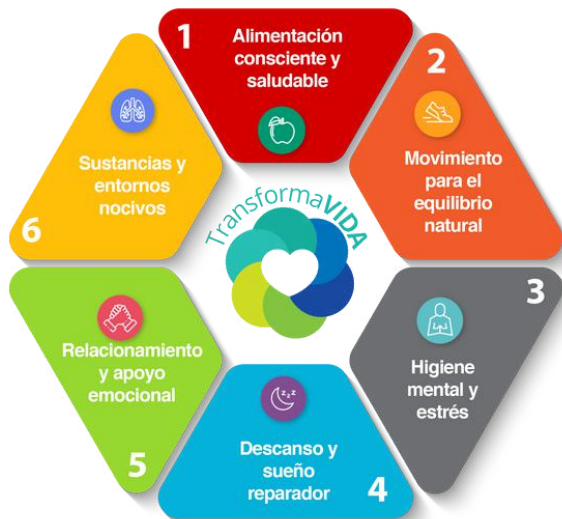 1
Alimentación
consciente y
saludable
2
Movimiento
para el
equilibrio
natural
3
Higiene
mental y
estrés
4
Descanso y
sueño
reparador
zzz
5
Relacionamiento
y apoyo
emocional
6
Sustancias y
entornos
nocivos
TransformaVIDA